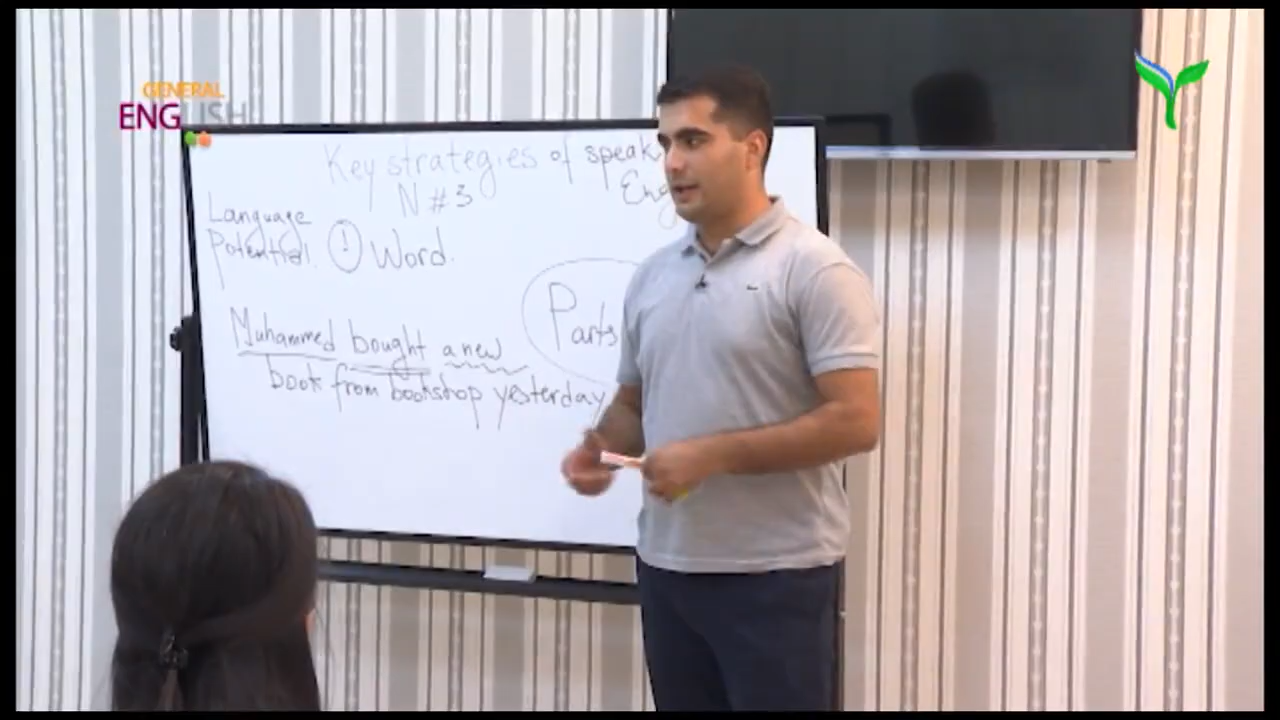 GENERAL
ENGLISH
Key strategies of speak
N #3
Eng
Language
Potential. ! Word.
Parts
Muhammed bought a new
book from bookshop yesterday